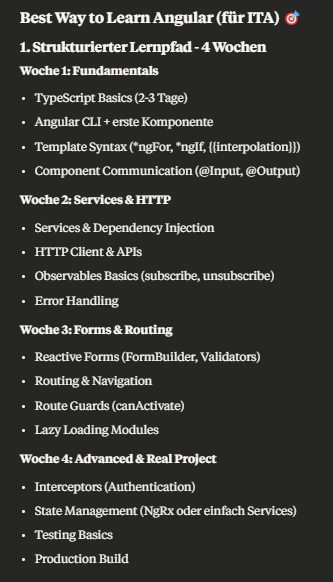 Best Way to Learn Angular (für ITA) 🎯
1. Strukturierter Lernpfad - 4 Wochen
Woche 1: Fundamentals
• TypeScript Basics (2-3 Tage)
• Angular CLI + erste Komponente
• Template Syntax (*ngFor, *ngIf, {{interpolation}})
• Component Communication (@Input, @Output)
Woche 2: Services & HTTP
• Services & Dependency Injection
• HTTP Client & APIs
• Observables Basics (subscribe, unsubscribe)
• Error Handling
Woche 3: Forms & Routing
• Reactive Forms (FormBuilder, Validators)
• Routing & Navigation
• Route Guards (canActivate)
• Lazy Loading Modules
Woche 4: Advanced & Real Project
• Interceptors (Authentication)
• State Management (NgRx oder einfach Services)
• Testing Basics
• Production Build